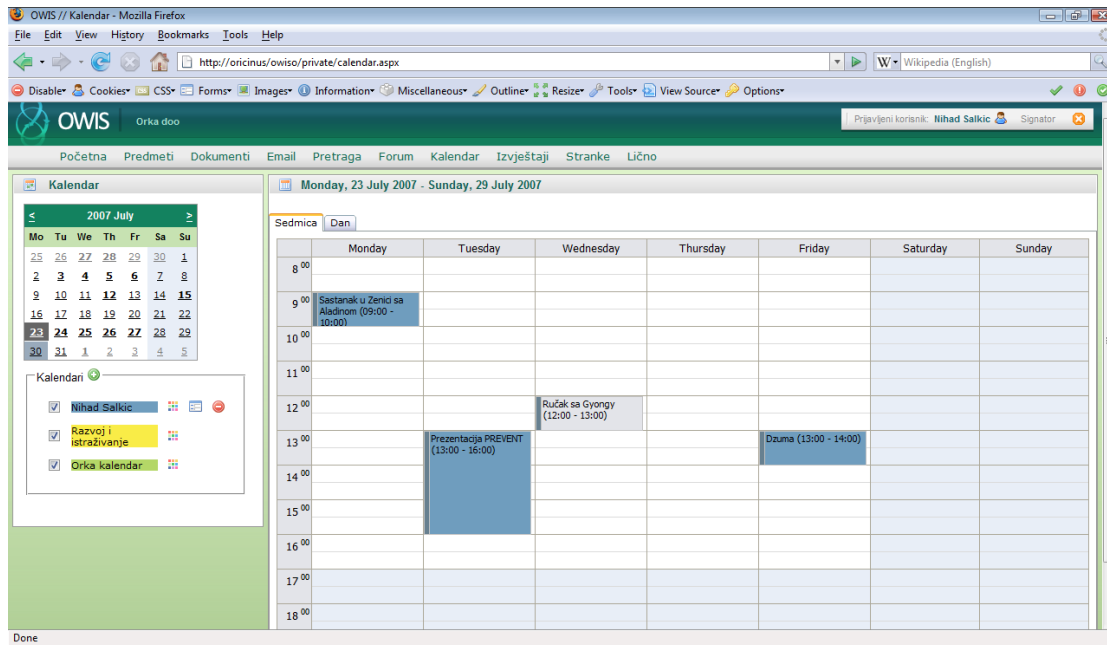 OWIS // Kalendar - Mozilla Firefox
File Edit View History Bookmarks Tools Help
http://oricinus/owiso/private/calendar.aspx
W Wikipedia (English)
Disable Cookies CSS Forms Images Information Miscellaneous Outline Resize Tools View Source Options
OWIS Orka doo
Prijavljeni korisnik: Nihad Salkic Signator
Početna Predmeti Dokumenti Email Pretraga Forum Kalendar Izvještaji Stranke Lično
Kalendar
< 2007 July >
Mo Tu We Th Fr Sa Su
25 26 27 28 29 30 1
2 3 4 5 6 7 8
9 10 11 12 13 14 15
16 17 18 19 20 21 22
23 24 25 26 27 28 29
30 31 1 2 3 4 5
Kalendari
Nihad Salkic
Razvoj i
istraživanje
Orka kalendar
Monday, 23 July 2007 - Sunday, 29 July 2007
Sedmica Dan
Monday Tuesday Wednesday Thursday Friday Saturday Sunday
8 00
9 00
Sastanak u Zenici sa
Aladinom (09:00 -
10:00)
10 00
11 00
12 00
Ručak sa Gyongy
(12:00 - 13:00)
13 00
Prezentacija PREVENT
(13:00 - 16:00)
Dzuma (13:00 - 14:00)
14 00
15 00
16 00
17 00
18 00
Done